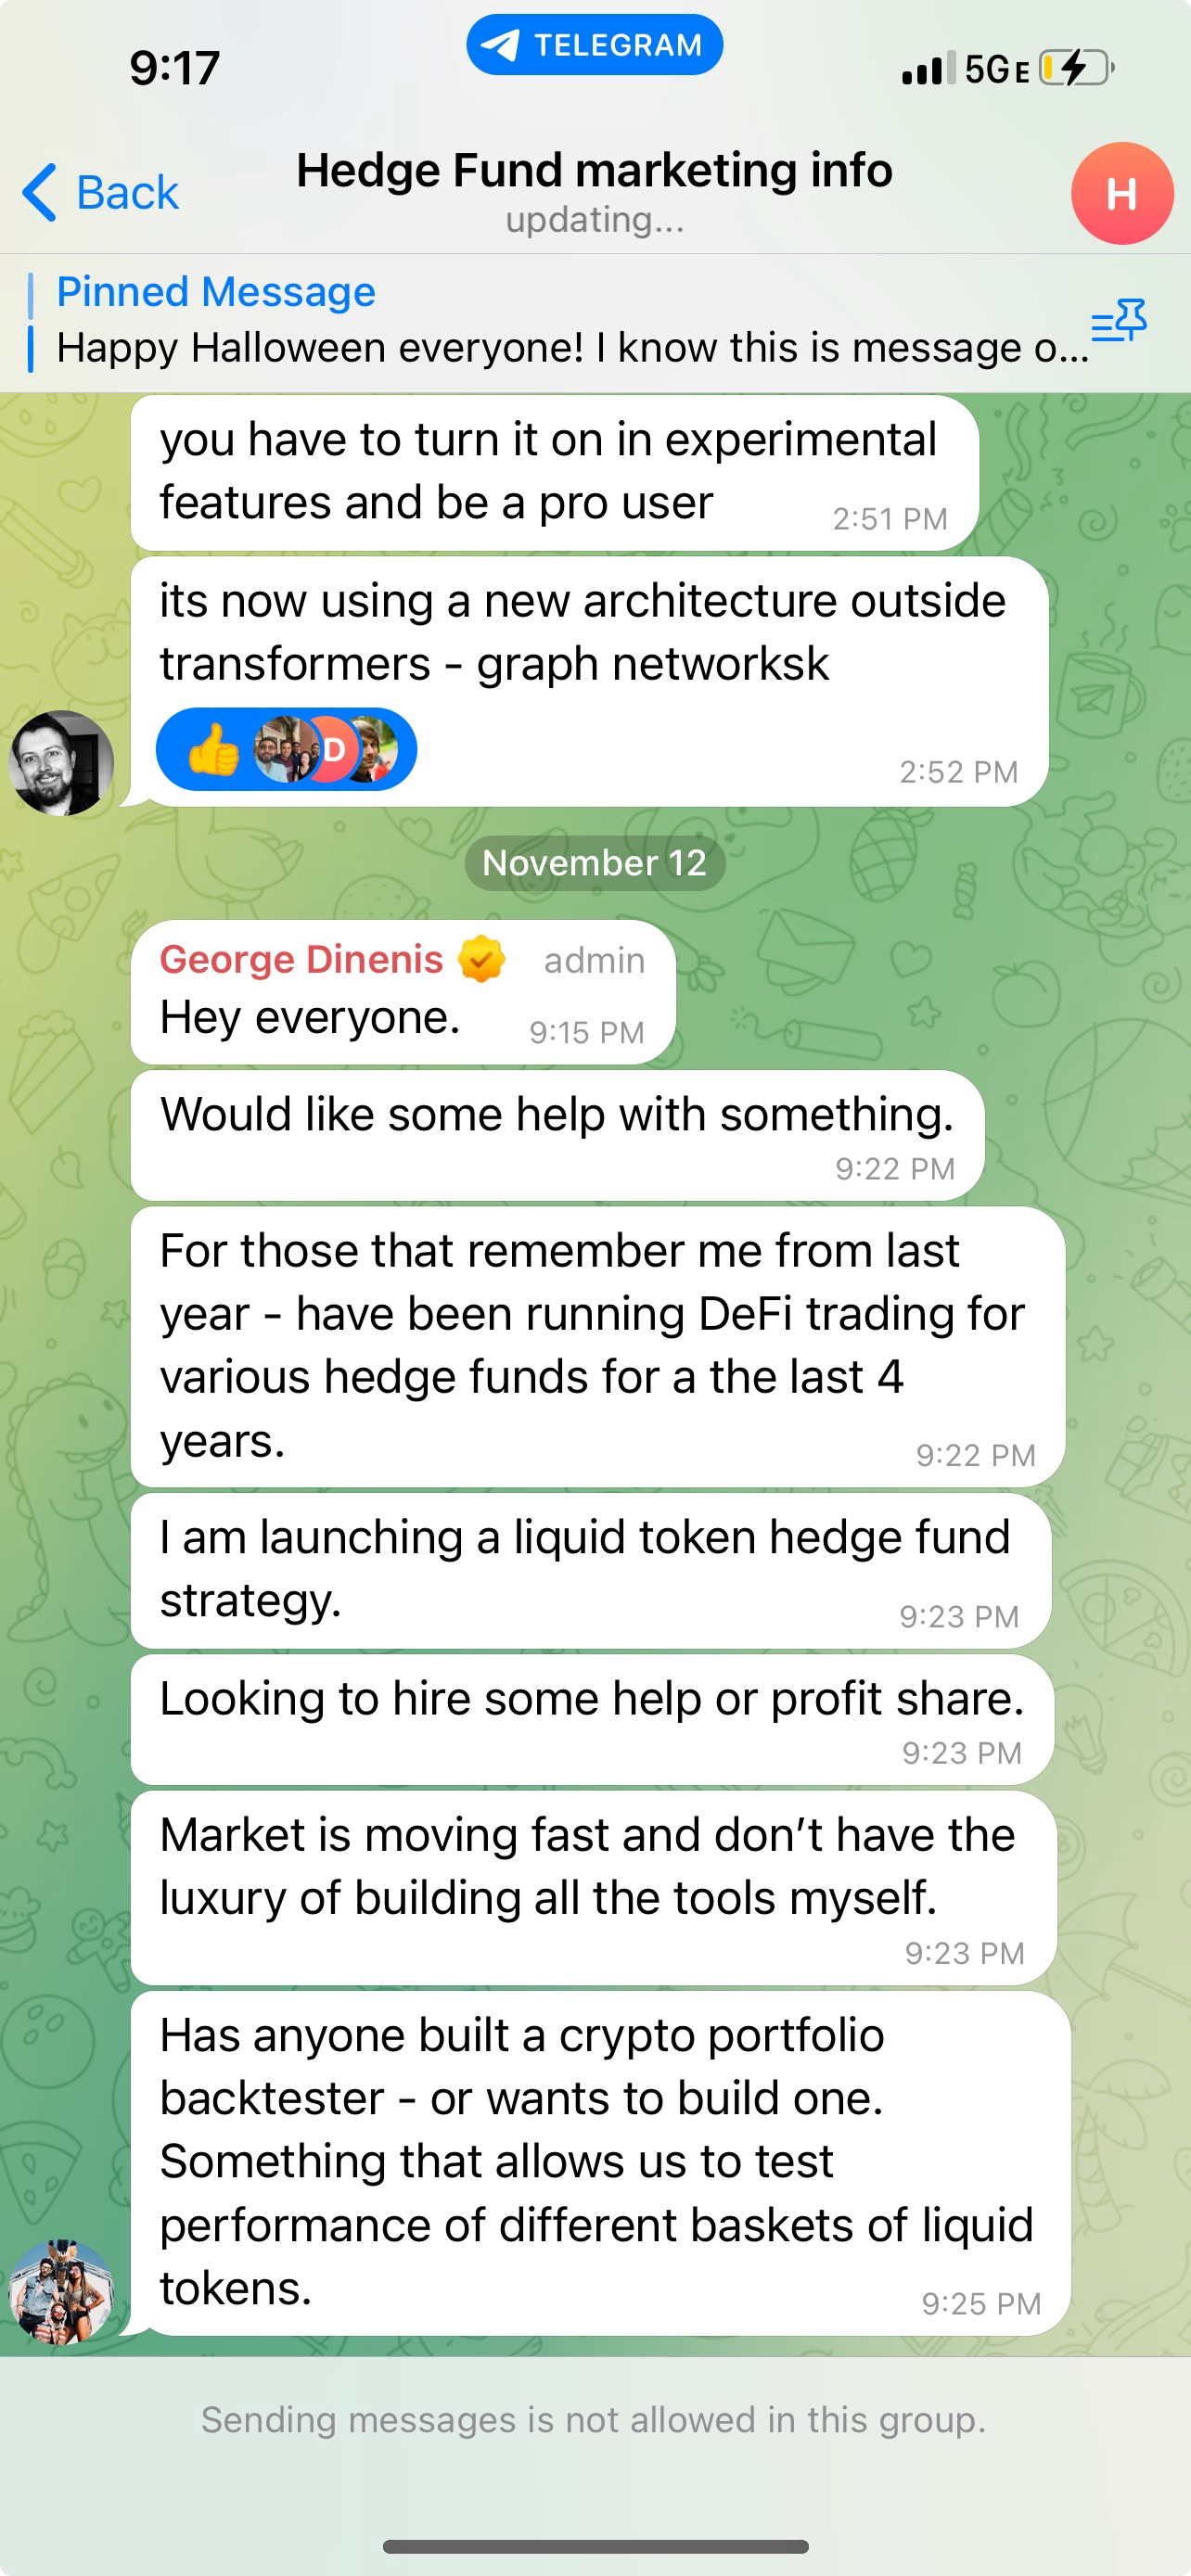 9:17
TELEGRAM
5GE
Back
Hedge Fund marketing info
updating...
H
Pinned Message
Happy Halloween everyone! I know this is message o...
you have to turn it on in experimental
features and be a pro user
2:51 PM
its now using a new architecture outside
transformers - graph networksk
D
2:52 PM
November 12
George Dinenis admin
Hey everyone.
9:15 PM
Would like some help with something.
9:22 PM
For those that remember me from last
year - have been running DeFi trading for
various hedge funds for a the last 4
years.
9:22 PM
I am launching a liquid token hedge fund
strategy.
9:23 PM
Looking to hire some help or profit share.
9:23 PM
Market is moving fast and don’t have the
luxury of building all the tools myself.
9:23 PM
Has anyone built a crypto portfolio
backtester - or wants to build one.
Something that allows us to test
performance of different baskets of liquid
tokens.
9:25 PM
Sending messages is not allowed in this group.